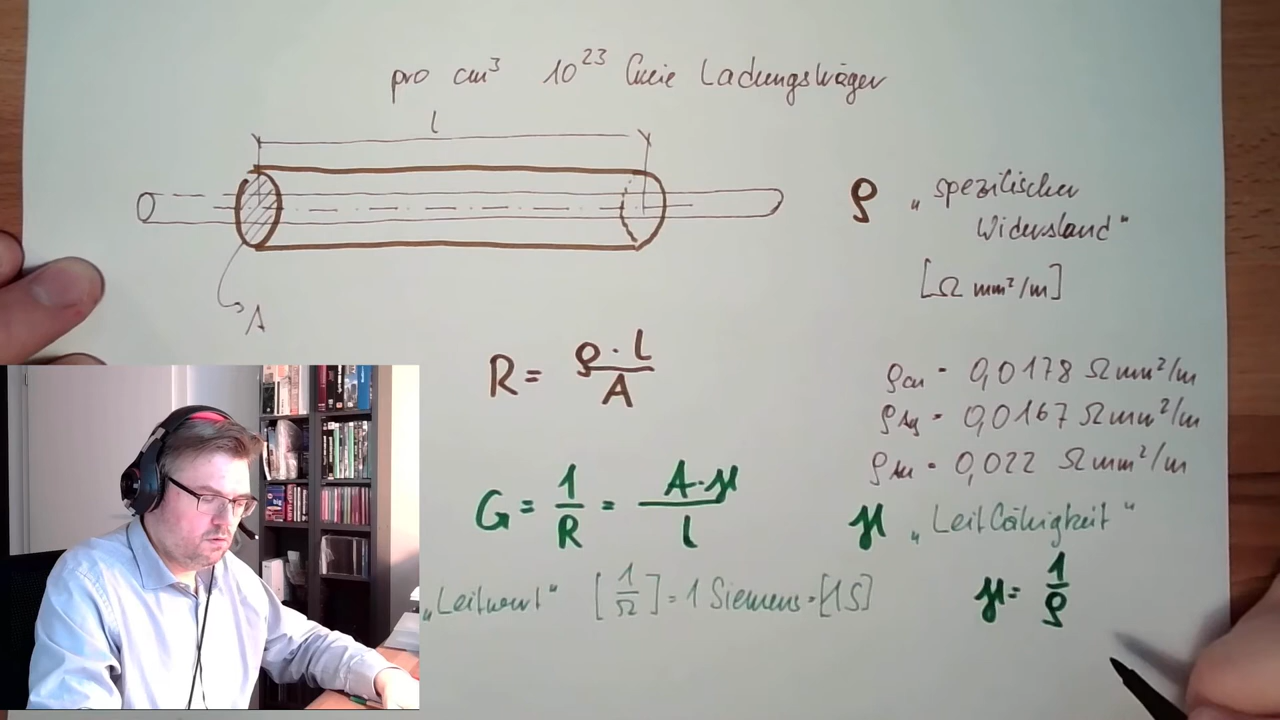 pro cm³ 10²³ freie Ladungsträger
l
A
ρ „spezifischer
Widerstand"
[Ω mm²/m]
R = ρ · l / A
ρcu = 0,0178 Ω mm²/m
ρAg = 0,0167 Ω mm²/m
ρAu = 0,022 Ω mm²/m
G = 1/R = A · ϰ / l
ϰ „Leitfähigkeit"
„Leitwert" [1/Ω] = 1 Siemens = [1S]
ϰ = 1/ρ